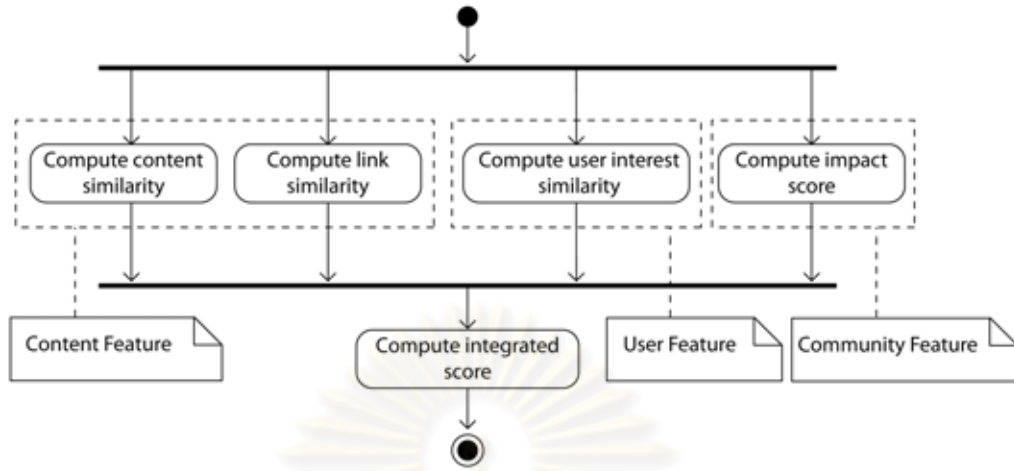 Compute content
similarity
Compute link
similarity
Compute user interest
similarity
Compute impact
score
Content Feature
Compute integrated
score
User Feature
Community Feature